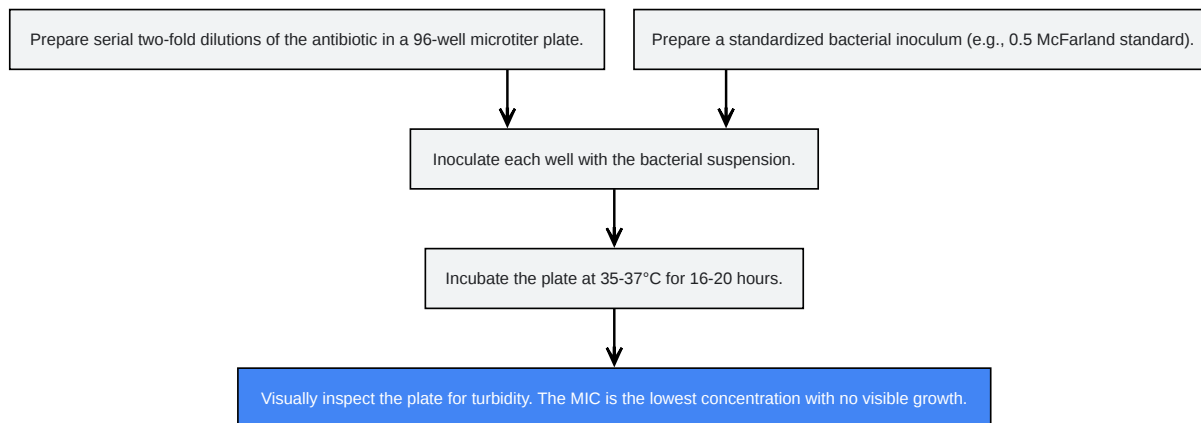 Prepare serial two-fold dilutions of the antibiotic in a 96-well microtiter plate.
Prepare a standardized bacterial inoculum (e.g., 0.5 McFarland standard).
Inoculate each well with the bacterial suspension.
Incubate the plate at 35-37°C for 16-20 hours.
Visually inspect the plate for turbidity. The MIC is the lowest concentration with no visible growth.